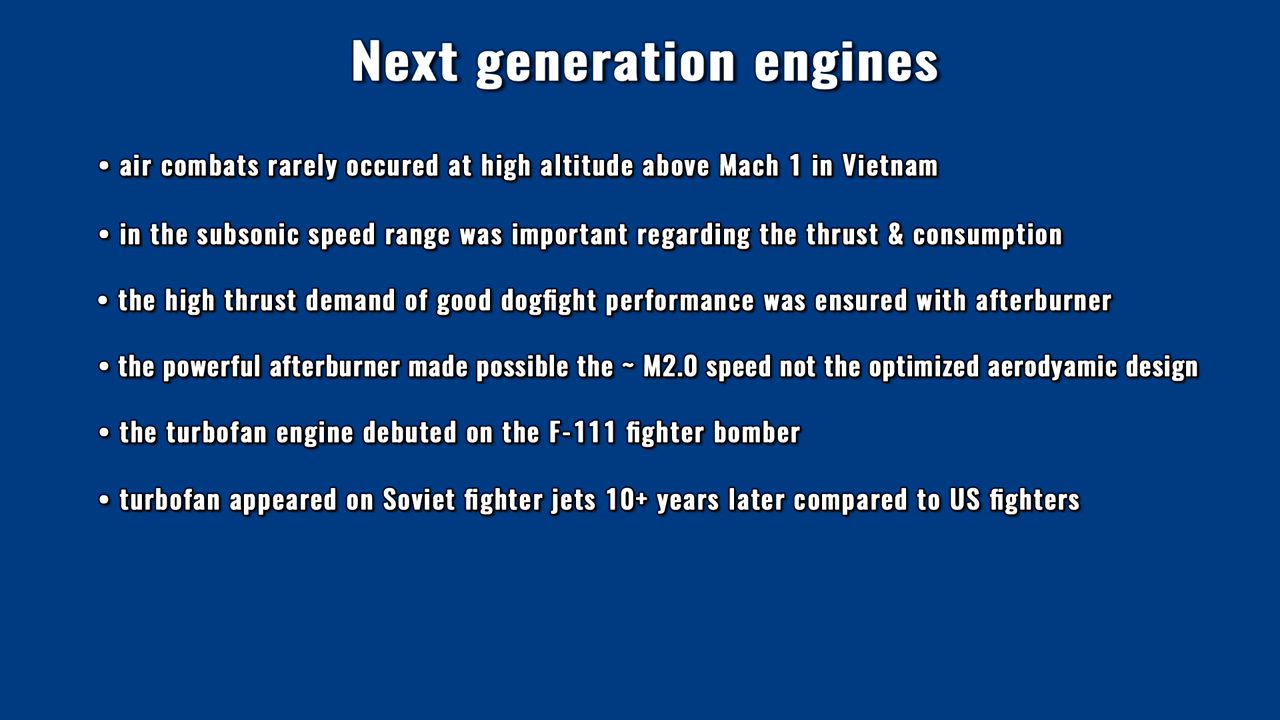 Next generation engines
• air combats rarely occured at high altitude above Mach 1 in Vietnam
• in the subsonic speed range was important regarding the thrust & consumption
• the high thrust demand of good dogfight performance was ensured with afterburner
• the powerful afterburner made possible the ~ M2.0 speed not the optimized aerodyamic design
• the turbofan engine debuted on the F-111 fighter bomber
• turbofan appeared on Soviet fighter jets 10+ years later compared to US fighters